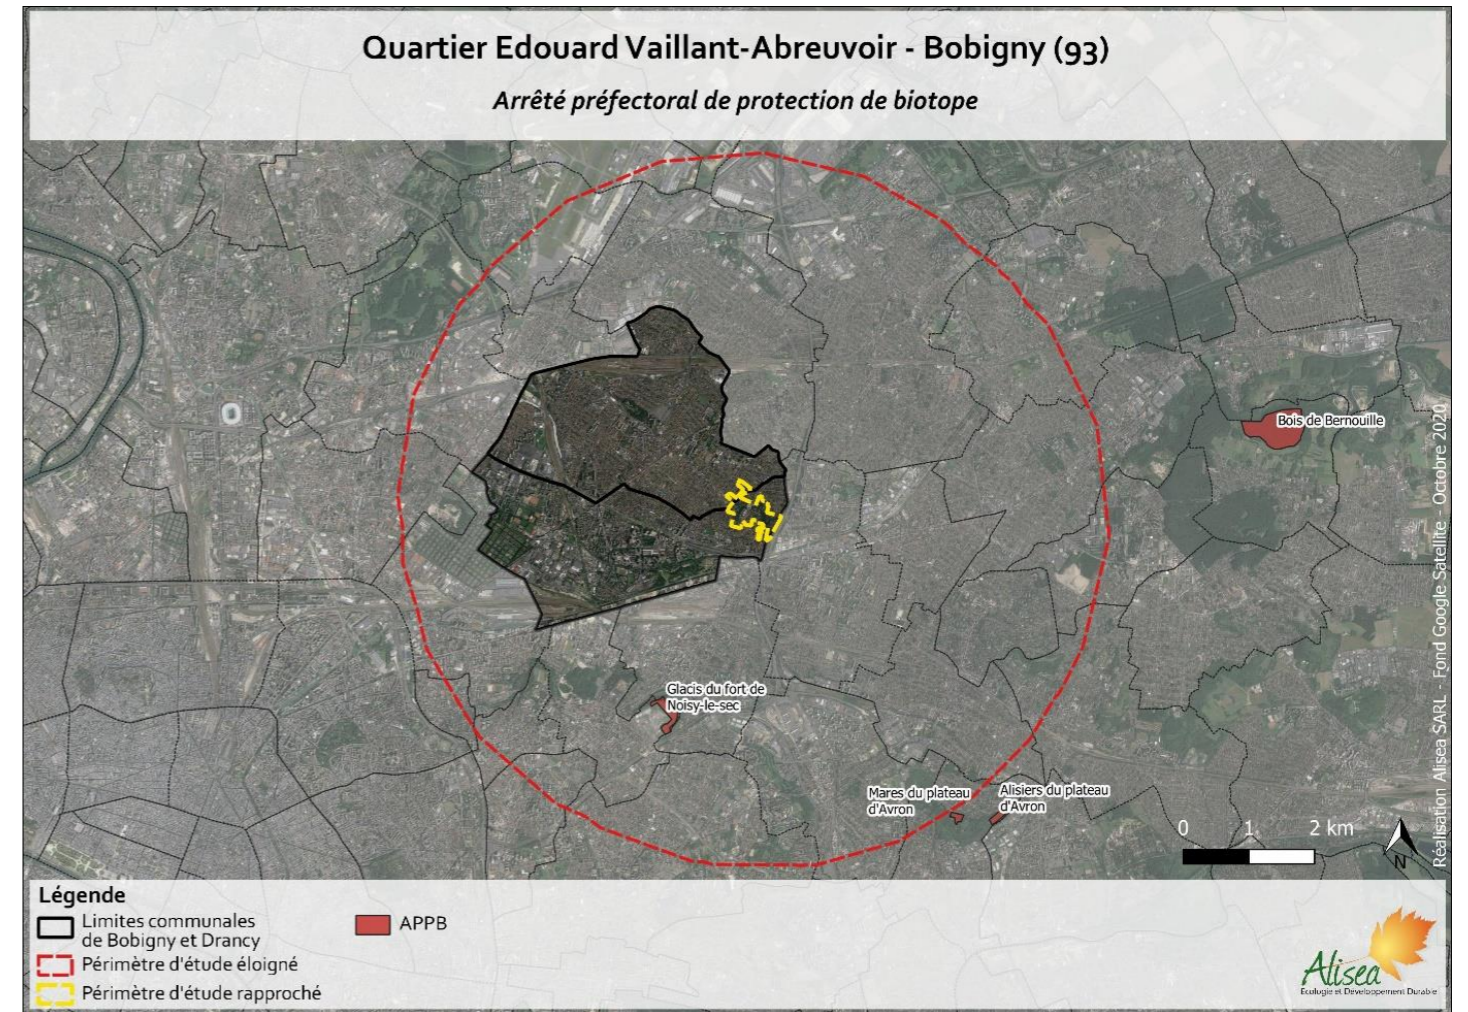 Quartier Edouard Vaillant-Abreuvoir - Bobigny (93)
Arrêté préfectoral de protection de biotope
Bois de Bernouille
Glacis du fort de
Noisy-le-sec
Mares du plateau
d'Avron
Alisiers du plateau
d'Avron
0 1 2 km
N
Réalisation Alisea SARL - Fond Google Satellite - Octobre 2020
Légende
Limites communales
de Bobigny et Drancy
Périmètre d'étude éloigné
Périmètre d'étude rapproché
APPB
Alisea
Ecologie et Développement Durable